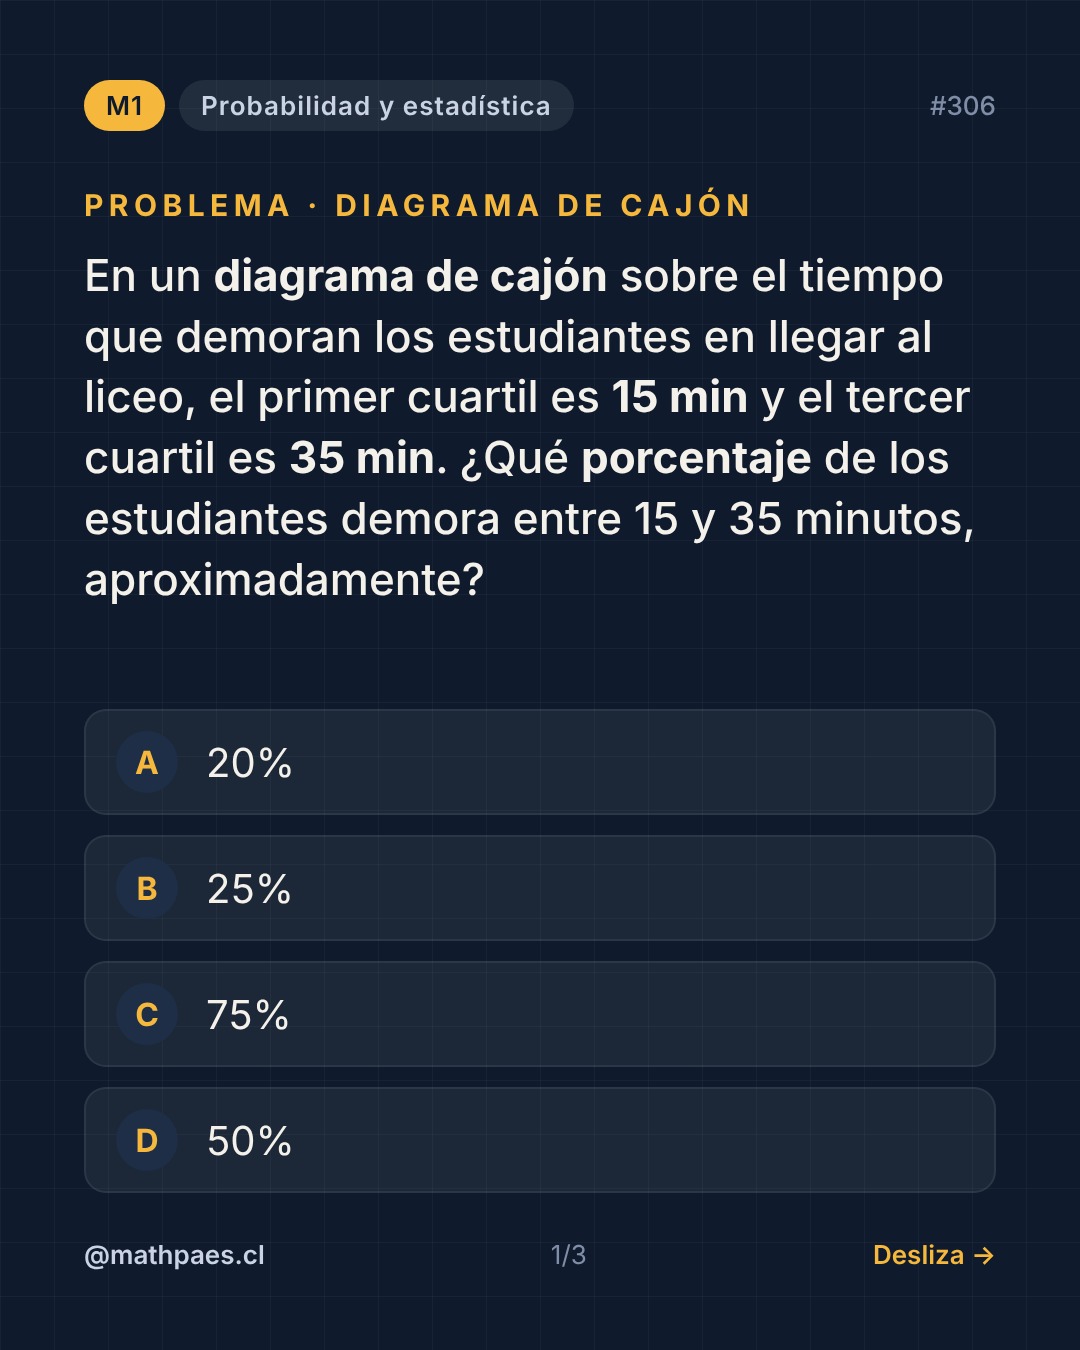 M1 Probabilidad y estadística #306
PROBLEMA · DIAGRAMA DE CAJÓN
En un diagrama de cajón sobre el tiempo
que demoran los estudiantes en llegar al
liceo, el primer cuartil es 15 min y el tercer
cuartil es 35 min. ¿Qué porcentaje de los
estudiantes demora entre 15 y 35 minutos,
aproximadamente?
A 20%
B 25%
C 75%
D 50%
@mathpaes.cl 1/3 Desliza →